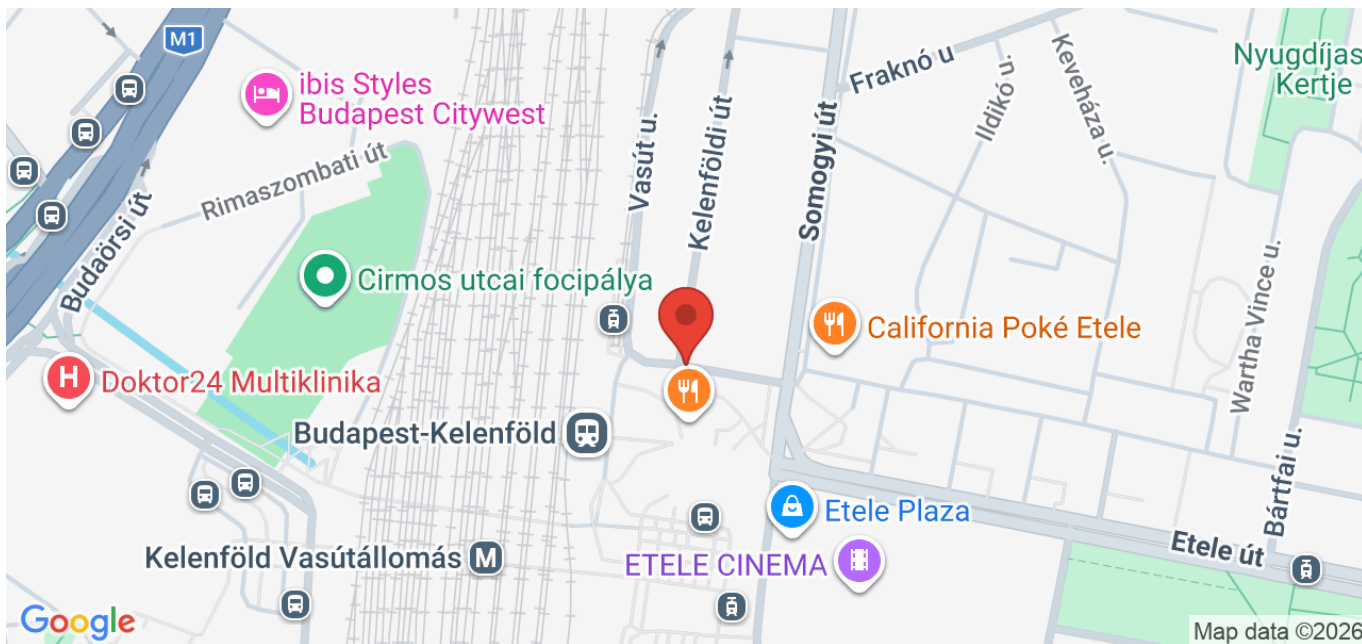 M1
ibis Styles
Budapest Citywest
Rimaszombati út
Budaörsi út
Vasút u.
Kelenföldi út
Somogyi út
Fraknó u
Ildikó u.
Keveháza u.
Nyugdíjas
Kertje
Cirmos utcai focipálya
California Poké Etele
Wartha Vince u.
H
Doktor24 Multiklinika
Budapest-Kelenföld
Bártfai u.
Etele Plaza
Etele út
Kelenföld Vasútállomás
M
ETELE CINEMA
Google
Map data ©2026